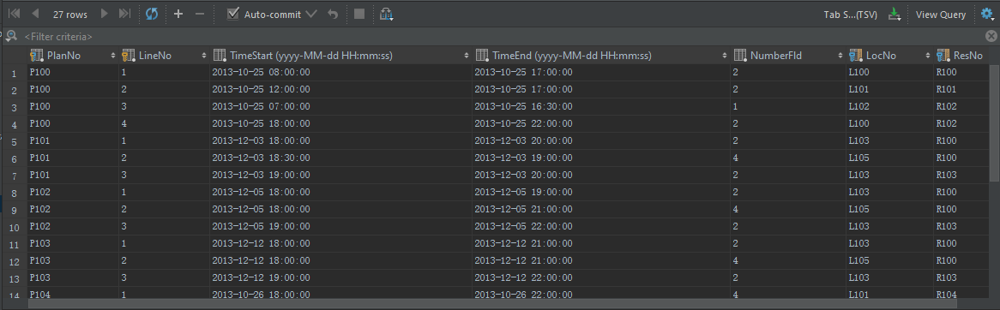 27 rows Auto-commit Tab S...(TSV) View Query
<Filter criteria>
PlanNo LineNo TimeStart (yyyy-MM-dd HH:mm:ss) TimeEnd (yyyy-MM-dd HH:mm:ss) NumberFld LocNo ResNo
1 P100 1 2013-10-25 08:00:00 2013-10-25 17:00:00 2 L100 R100
2 P100 2 2013-10-25 12:00:00 2013-10-25 17:00:00 2 L101 R101
3 P100 3 2013-10-25 07:00:00 2013-10-25 16:30:00 1 L102 R102
4 P100 4 2013-10-25 18:00:00 2013-10-25 22:00:00 2 L100 R102
5 P101 1 2013-12-03 18:00:00 2013-12-03 20:00:00 2 L103 R100
6 P101 2 2013-12-03 18:30:00 2013-12-03 19:00:00 4 L105 R100
7 P101 3 2013-12-03 19:00:00 2013-12-03 20:00:00 2 L103 R103
8 P102 1 2013-12-05 18:00:00 2013-12-05 19:00:00 2 L103 R100
9 P102 2 2013-12-05 18:00:00 2013-12-05 21:00:00 4 L105 R100
10 P102 3 2013-12-05 19:00:00 2013-12-05 22:00:00 2 L103 R103
11 P103 1 2013-12-12 18:00:00 2013-12-12 21:00:00 2 L103 R100
12 P103 2 2013-12-12 18:00:00 2013-12-12 21:00:00 4 L105 R100
13 P103 3 2013-12-12 19:00:00 2013-12-12 22:00:00 2 L103 R103
14 P104 1 2013-10-26 18:00:00 2013-10-26 22:00:00 4 L101 R104